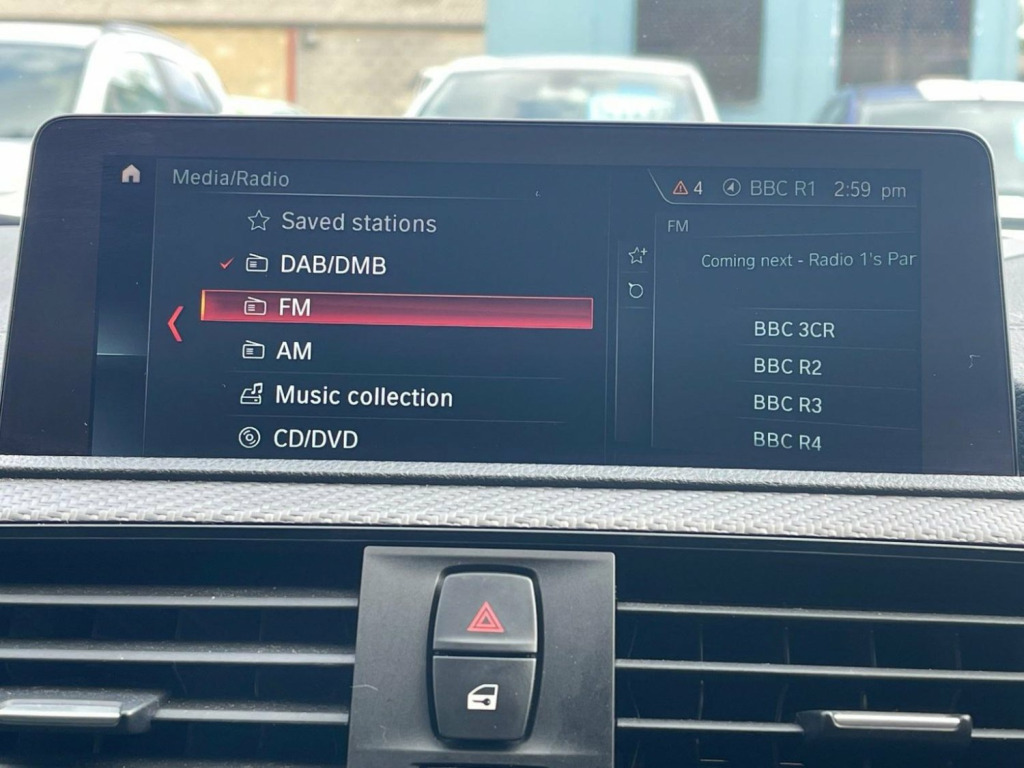 Media/Radio
4 BBC R1 2:59 pm
Saved stations
DAB/DMB
FM
AM
Music collection
CD/DVD
FM
Coming next - Radio 1's Par
BBC 3CR
BBC R2
BBC R3
BBC R4